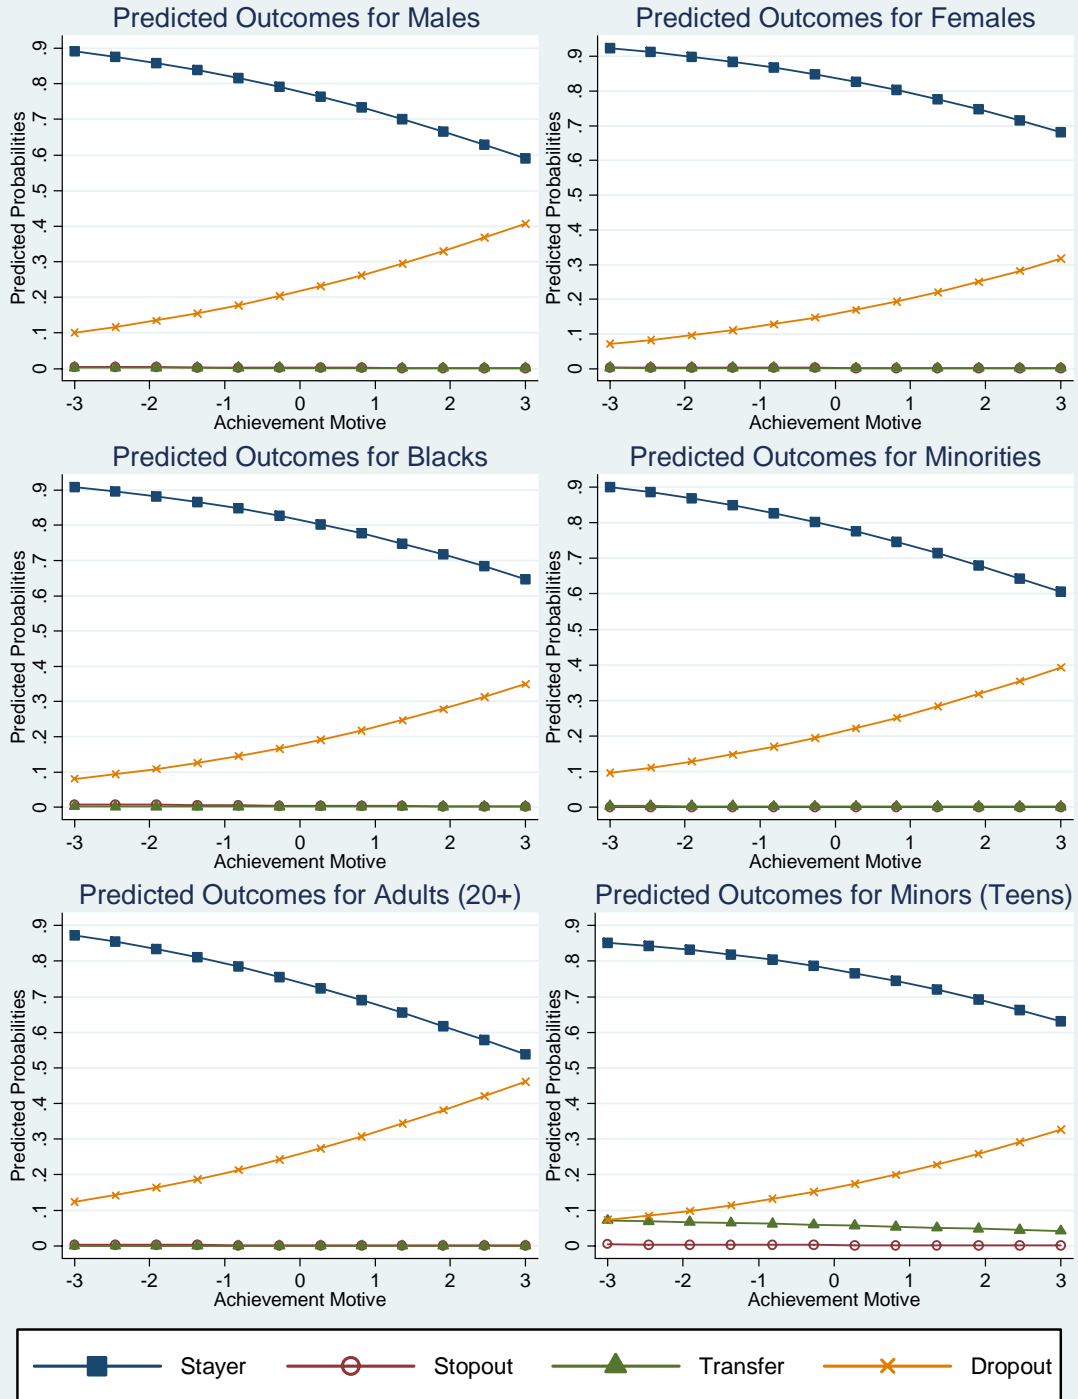 Predicted Outcomes for Males
Predicted Probabilities
.9
.8
.7
.6
.5
.4
.3
.2
.1
0
-3 -2 -1 0 1 2 3
Achievement Motive
Predicted Outcomes for Females
Predicted Probabilities
.9
.8
.7
.6
.5
.4
.3
.2
.1
0
-3 -2 -1 0 1 2 3
Achievement Motive
Predicted Outcomes for Blacks
Predicted Probabilities
.9
.8
.7
.6
.5
.4
.3
.2
.1
0
-3 -2 -1 0 1 2 3
Achievement Motive
Predicted Outcomes for Minorities
Predicted Probabilities
.9
.8
.7
.6
.5
.4
.3
.2
.1
0
-3 -2 -1 0 1 2 3
Achievement Motive
Predicted Outcomes for Adults (20+)
Predicted Probabilities
.9
.8
.7
.6
.5
.4
.3
.2
.1
0
-3 -2 -1 0 1 2 3
Achievement Motive
Predicted Outcomes for Minors (Teens)
Predicted Probabilities
.9
.8
.7
.6
.5
.4
.3
.2
.1
0
-3 -2 -1 0 1 2 3
Achievement Motive
Stayer Stopout Transfer Dropout